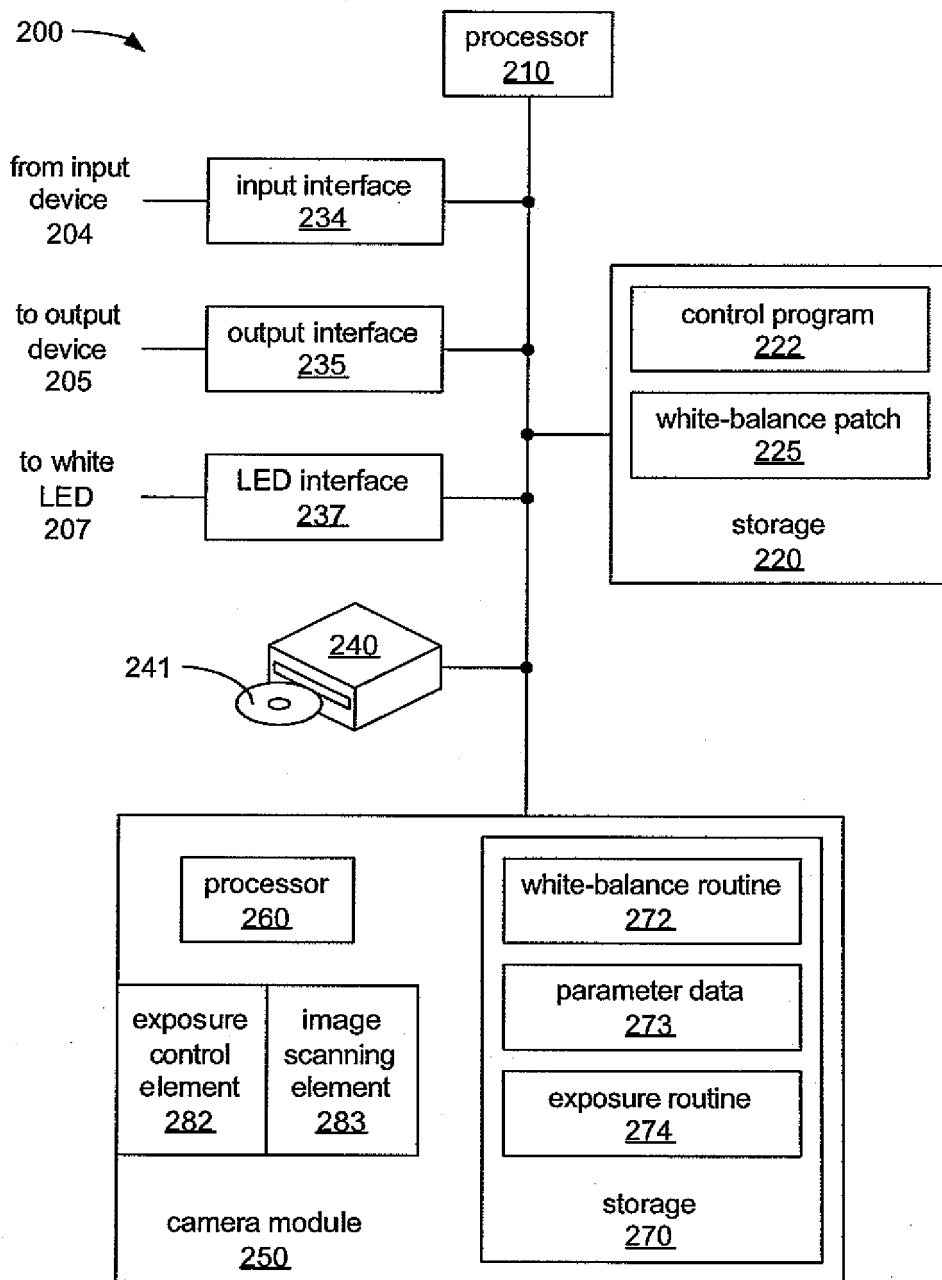 200
processor
210
from input
device
204
input interface
234
to output
device
205
output interface
235
to white
LED
207
LED interface
237
control program
222
white-balance patch
225
storage
220
240
241
processor
260
exposure
control
element
282
image
scanning
element
283
camera module
250
white-balance routine
272
parameter data
273
exposure routine
274
storage
270